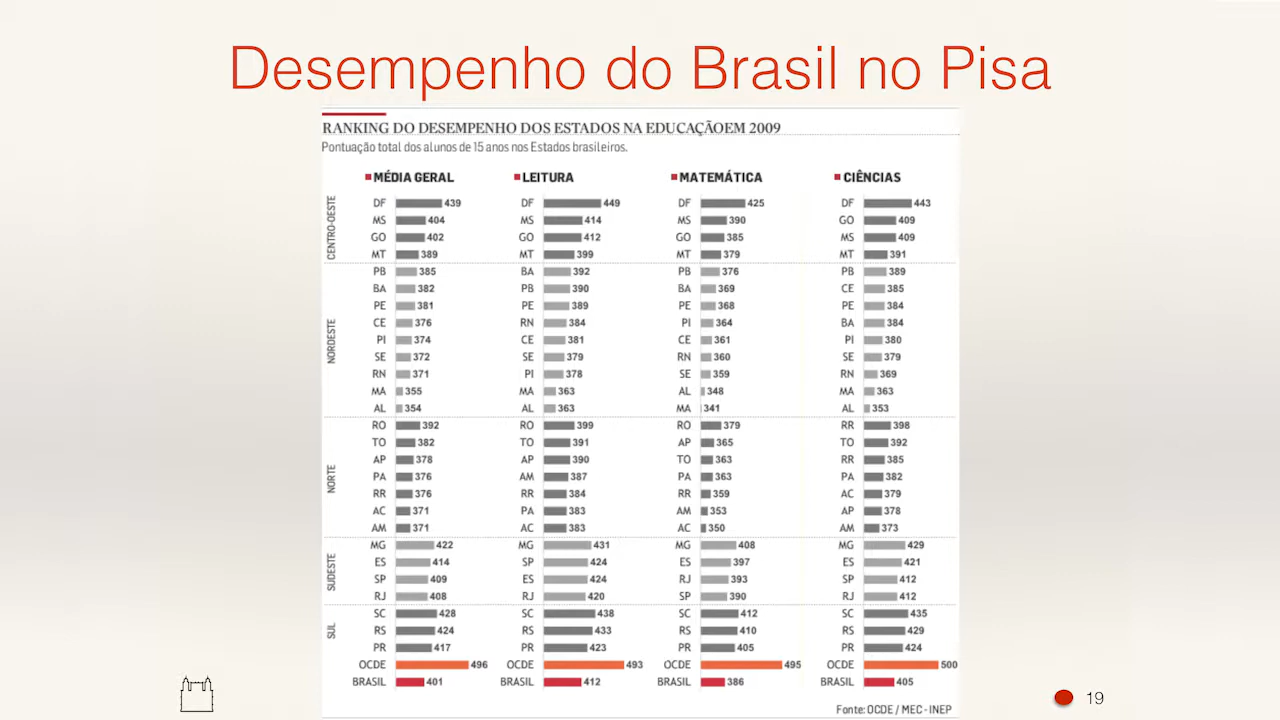 Desempenho do Brasil no Pisa
RANKING DO DESEMPENHO DOS ESTADOS NA EDUCAÇÃOEM 2009
Pontuação total dos alunos de 15 anos nos Estados brasileiros.
MÉDIA GERAL LEITURA MATEMÁTICA CIÊNCIAS
CENTRO-OESTE
DF 439 DF 449 DF 425 DF 443
MS 404 MS 414 MS 390 GO 409
GO 402 GO 412 GO 385 MS 409
MT 389 MT 399 MT 379 MT 391
NORDESTE
PB 385 BA 392 PB 376 PB 389
BA 382 PB 390 BA 369 CE 385
PE 381 PE 389 PE 368 PE 384
CE 376 RN 384 PI 364 BA 384
PI 374 CE 381 CE 361 PI 380
SE 372 SE 379 RN 360 SE 379
RN 371 PI 378 SE 359 RN 369
MA 355 MA 363 AL 348 MA 363
AL 354 AL 363 MA 341 AL 353
NORTE
RO 392 RO 399 RO 379 RR 398
TO 382 TO 391 AP 365 TO 392
AP 378 AP 390 TO 363 RR 385
PA 376 AM 387 PA 363 PA 382
RR 376 RR 384 RR 359 AC 379
AC 371 PA 383 AM 353 AP 378
AM 371 AC 383 AC 350 AM 373
SUDESTE
MG 422 MG 431 MG 408 MG 429
ES 414 SP 424 ES 397 ES 421
SP 409 ES 424 RJ 393 SP 412
RJ 408 RJ 420 SP 390 RJ 412
SUL
SC 428 SC 438 SC 412 SC 435
RS 424 RS 433 RS 410 RS 429
PR 417 PR 423 PR 405 PR 424
OCDE 496 OCDE 493 OCDE 495 OCDE 500
BRASIL 401 BRASIL 412 BRASIL 386 BRASIL 405
Fonte: OCDE / MEC - INEP
19